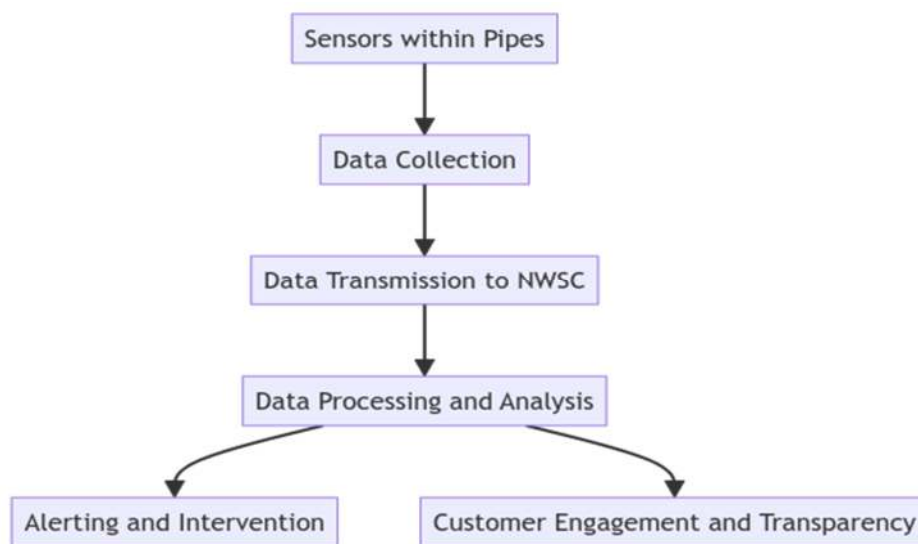 Sensors within Pipes
Data Collection
Data Transmission to NWSC
Data Processing and Analysis
Alerting and Intervention
Customer Engagement and Transparency